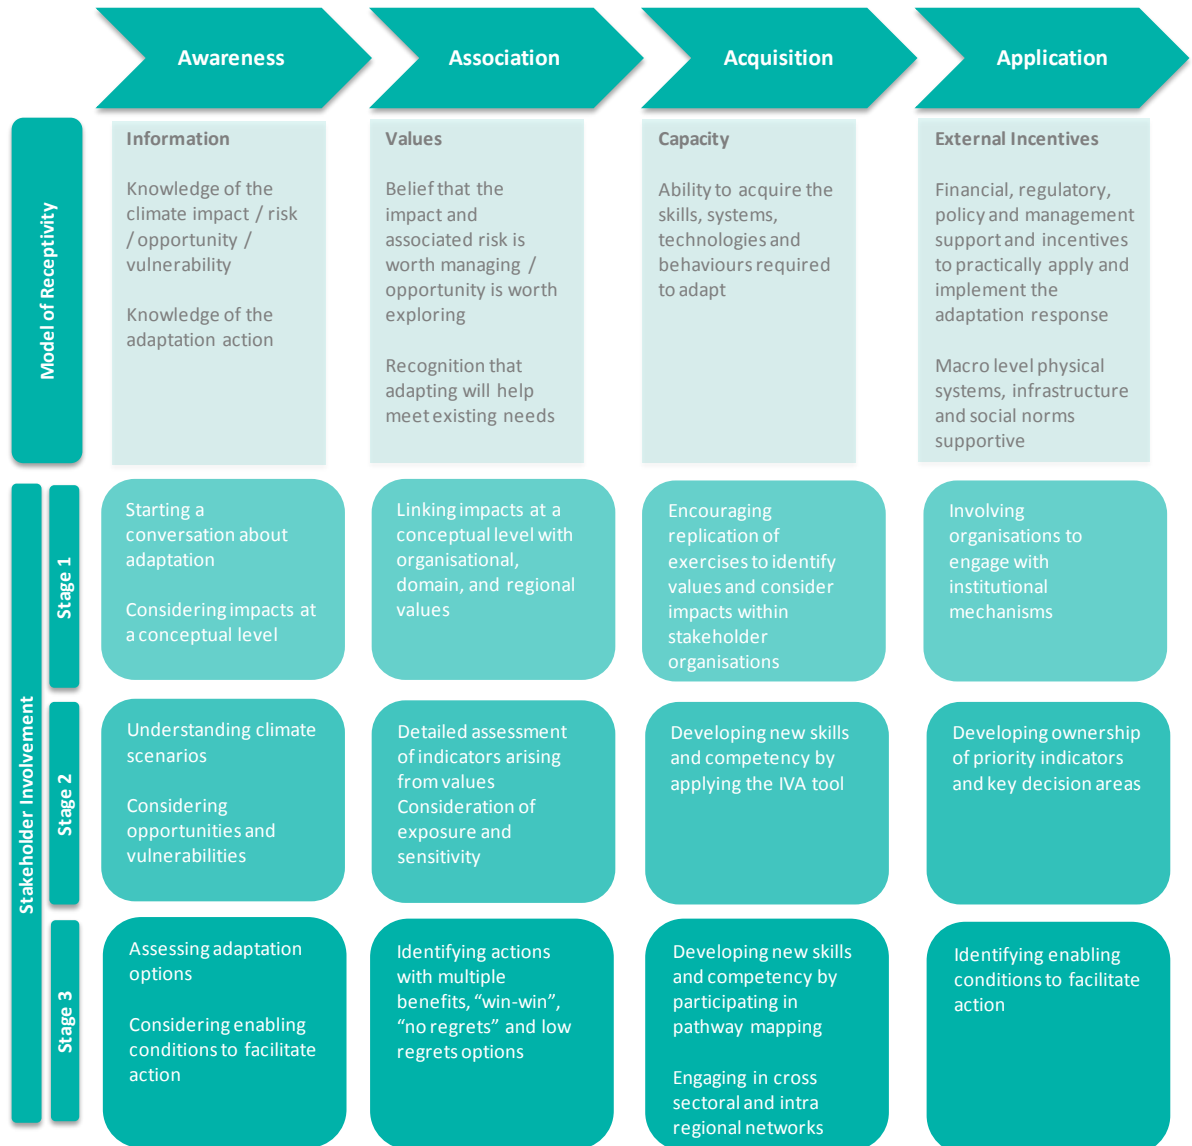 Awareness
Association
Acquisition
Application
Model of Receptivity
Information
Knowledge of the
climate impact / risk
/ opportunity /
vulnerability
Knowledge of the
adaptation action
Values
Belief that the
impact and
associated risk is
worth managing /
opportunity is worth
exploring
Recognition that
adapting will help
meet existing needs
Capacity
Ability to acquire the
skills, systems,
technologies and
behaviours required
to adapt
External Incentives
Financial, regulatory,
policy and management
support and incentives
to practically apply and
implement the
adaptation response
Macro level physical
systems, infrastructure
and social norms
supportive
Stakeholder Involvement
Stage 1
Starting a
conversation about
adaptation
Considering impacts at
a conceptual level
Linking impacts at a
conceptual level with
organisational,
domain, and regional
values
Encouraging
replication of
exercises to identify
values and consider
impacts within
stakeholder
organisations
Involving
organisations to
engage with
institutional
mechanisms
Stage 2
Understanding climate
scenarios
Considering
opportunities and
vulnerabilities
Detailed assessment
of indicators arising
from values
Consideration of
exposure and
sensitivity
Developing new skills
and competency by
applying the IVA tool
Developing ownership
of priority indicators
and key decision areas
Stage 3
Assessing adaptation
options
Considering enabling
conditions to facilitate
action
Identifying actions
with multiple
benefits, “win-win”,
“no regrets” and low
regrets options
Developing new skills
and competency by
participating in
pathway mapping
Engaging in cross
sectoral and intra
regional networks
Identifying enabling
conditions to facilitate
action